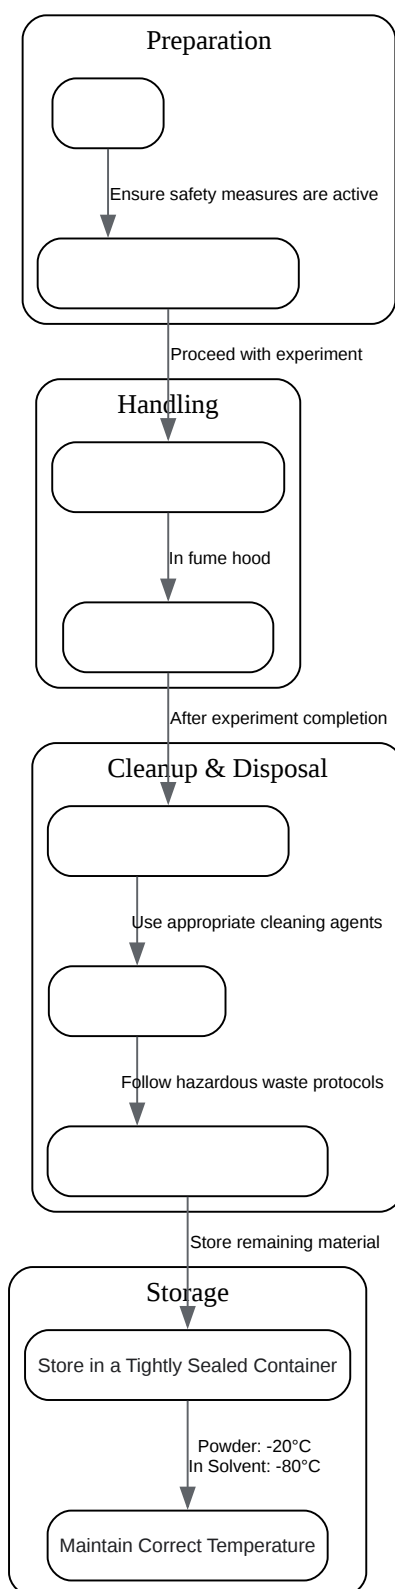 Preparation
Ensure safety measures are active
Proceed with experiment
Handling
In fume hood
After experiment completion
Cleanup & Disposal
Use appropriate cleaning agents
Follow hazardous waste protocols
Store remaining material
Storage
Store in a Tightly Sealed Container
Powder: -20°C
In Solvent: -80°C
Maintain Correct Temperature